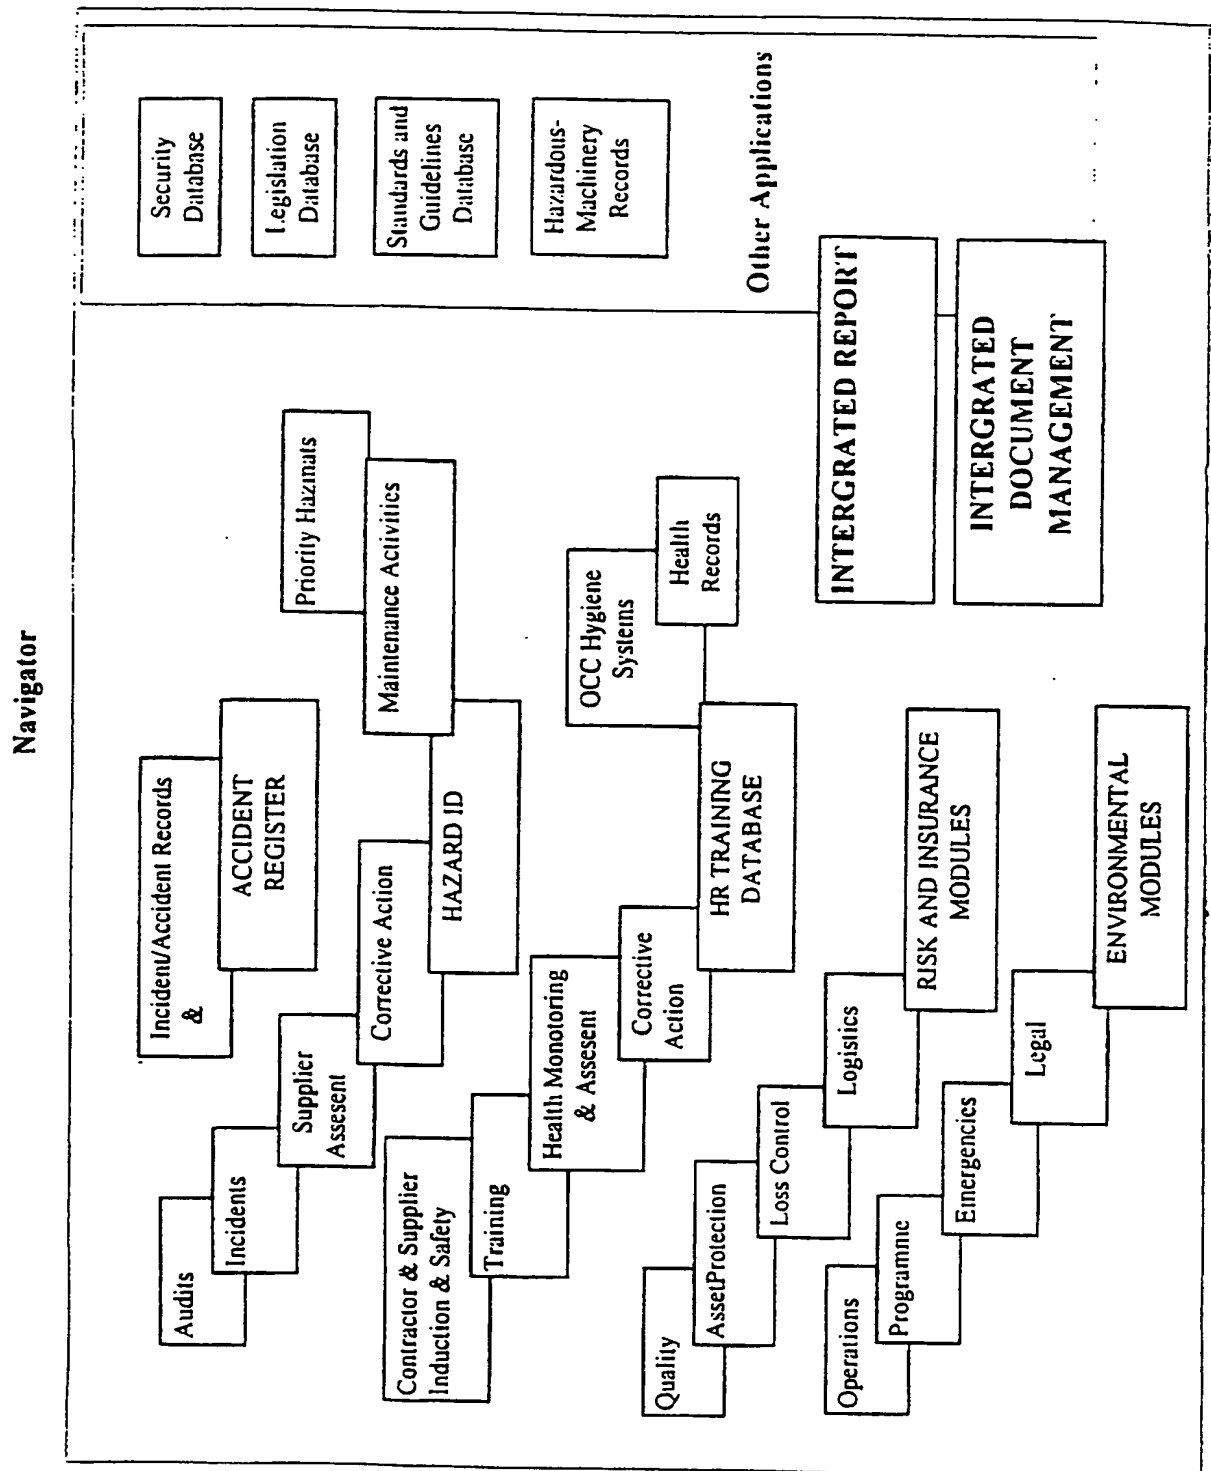 Navigator
Incident/Accident Records
&
ACCIDENT
REGISTER
Audits
Incidents
Supplier
Assesent
Corrective Action
HAZARD ID
Maintenance Activities
Priority Hazmats
Contractor & Supplier
Induction & Safety
Training
Health Monotoring
& Assesent
Corrective
Action
HR TRAINING
DATABASE
OCC Hygiene
Systems
Health
Records
Quality
AssetProtection
Loss Control
Logistics
RISK AND INSURANCE
MODULES
Operations
Programme
Emergencies
Legal
ENVIRONMENTAL
MODULES
Security
Database
Legislation
Database
Standards and
Guidelines
Database
Hazardous-
Machinery
Records
Other Applications
INTERGRATED REPORT
INTERGRATED
DOCUMENT
MANAGEMENT